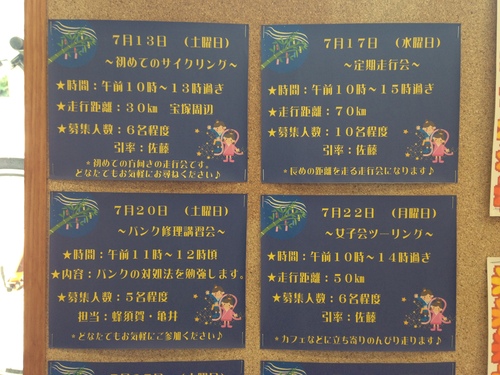 7月13日 (土曜日)
～初めてのサイクリング～
★時間：午前10時～13時過ぎ
★走行距離：30km 宝塚周辺
★募集人数：6名程度
引率：佐藤
*初めての方向きの走行会です。
どなたでもお気軽にお尋ねください♪
7月17日 (水曜日)
～定期走行会～
★時間：午前10時～15時過ぎ
★走行距離：70km
★募集人数：10名程度
引率：佐藤
*長めの距離を走る走行会になります♪
7月20日 (土曜日)
～パンク修理講習会～
★時間：午前11時～12時頃
★内容：パンクの対処法を勉強します。
★募集人数：5名程度
担当：蜂須賀・亀井
*どなたでもお気軽にご参加ください♪
7月22日 (月曜日)
～女子会ツーリング～
★時間：午前10時～14時過ぎ
★走行距離：50km
★募集人数：6名程度
引率：佐藤
*カフェなどに立ち寄りのんびり走ります♪